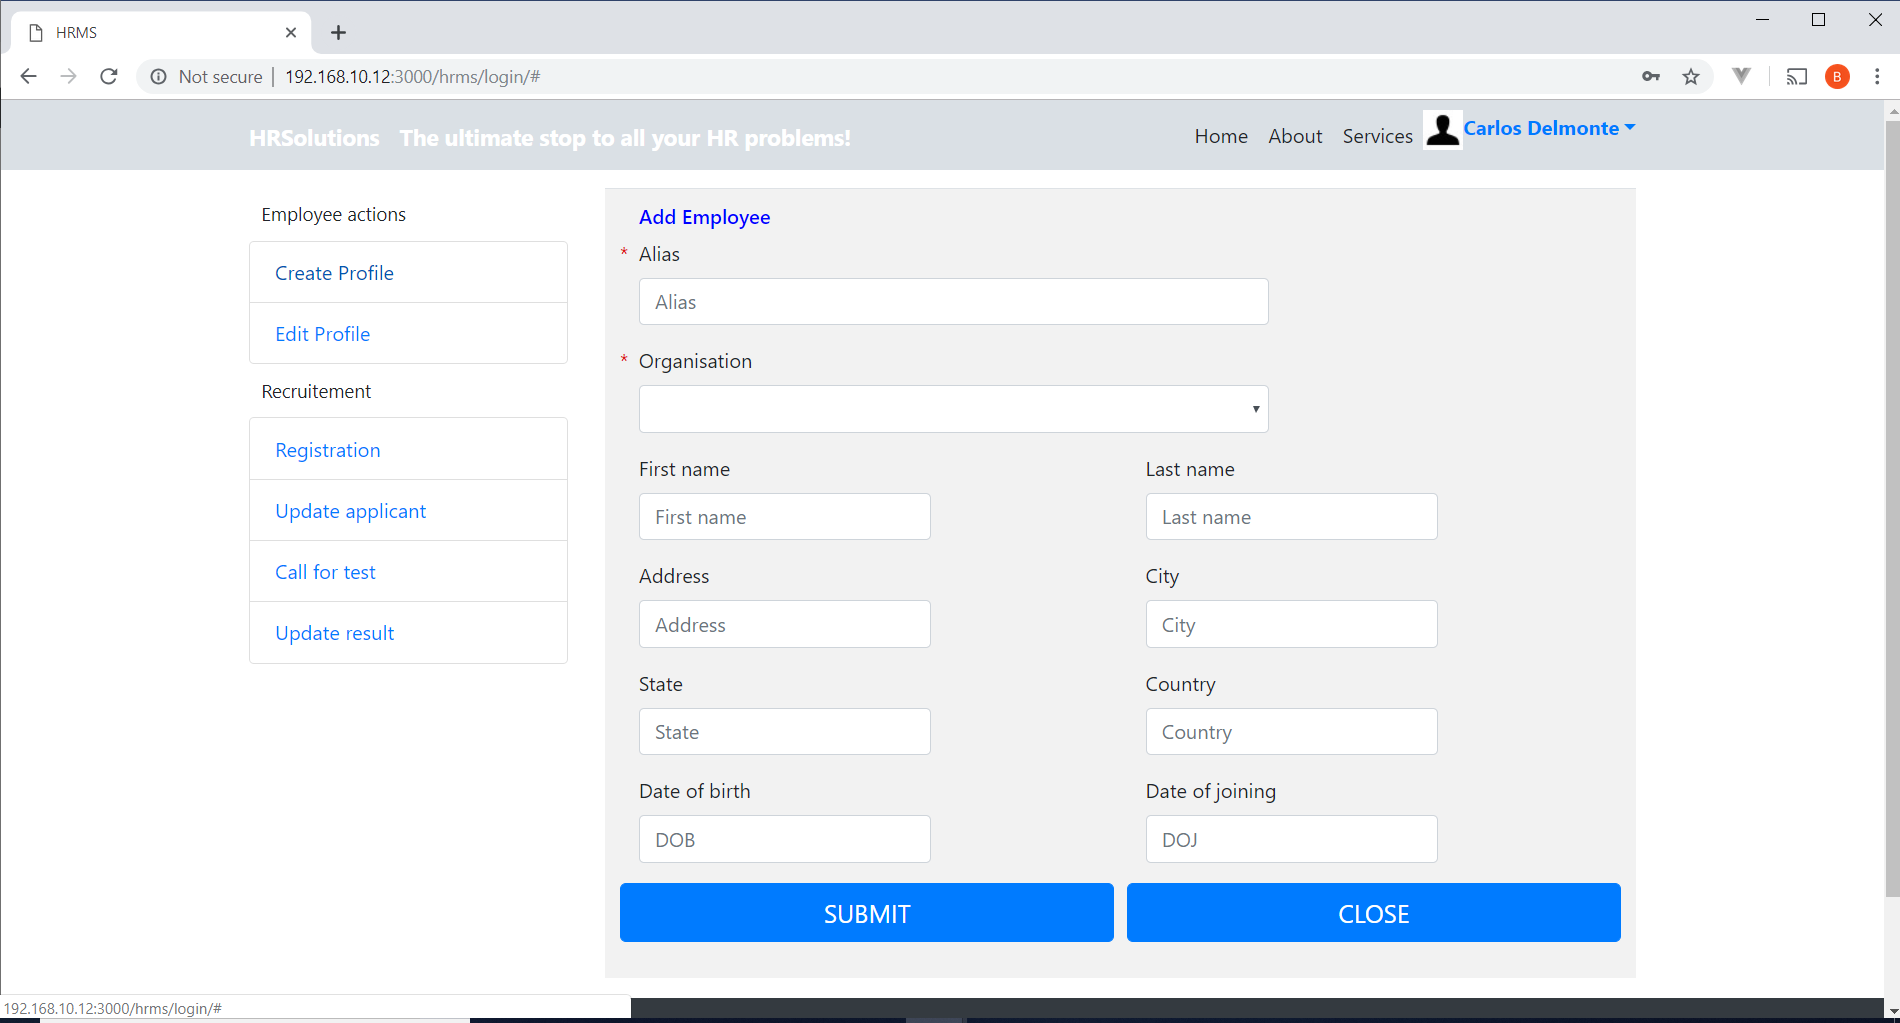 HRMS
Not secure | 192.168.10.12:3000/hrms/login/#
B
HRSolutions The ultimate stop to all your HR problems!
Home About Services Carlos Delmonte
Employee actions
Create Profile
Edit Profile
Recruitement
Registration
Update applicant
Call for test
Update result
Add Employee
* Alias
Alias
* Organisation
First name Last name
First name Last name
Address City
Address City
State Country
State Country
Date of birth Date of joining
DOB DOJ
SUBMIT CLOSE
192.168.10.12:3000/hrms/login/#